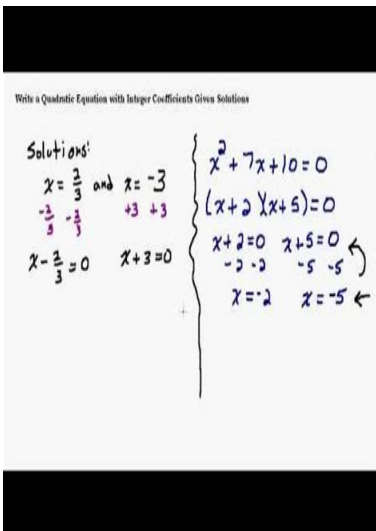 Write a Quadratic Equation with Integer Coefficients Given Solutions
Solutions:
x = 2/3 and x = -3
-2/3 -2/3 +3 +3
x - 2/3 = 0 x + 3 = 0
x² + 7x + 10 = 0
(x + 2)(x + 5) = 0
x + 2 = 0 x + 5 = 0
-2 -2 -5 -5
x = -2 x = -5